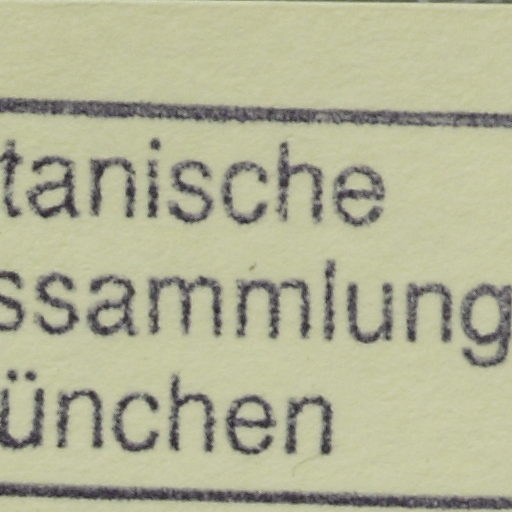 tanische
ssammlung
ünchen